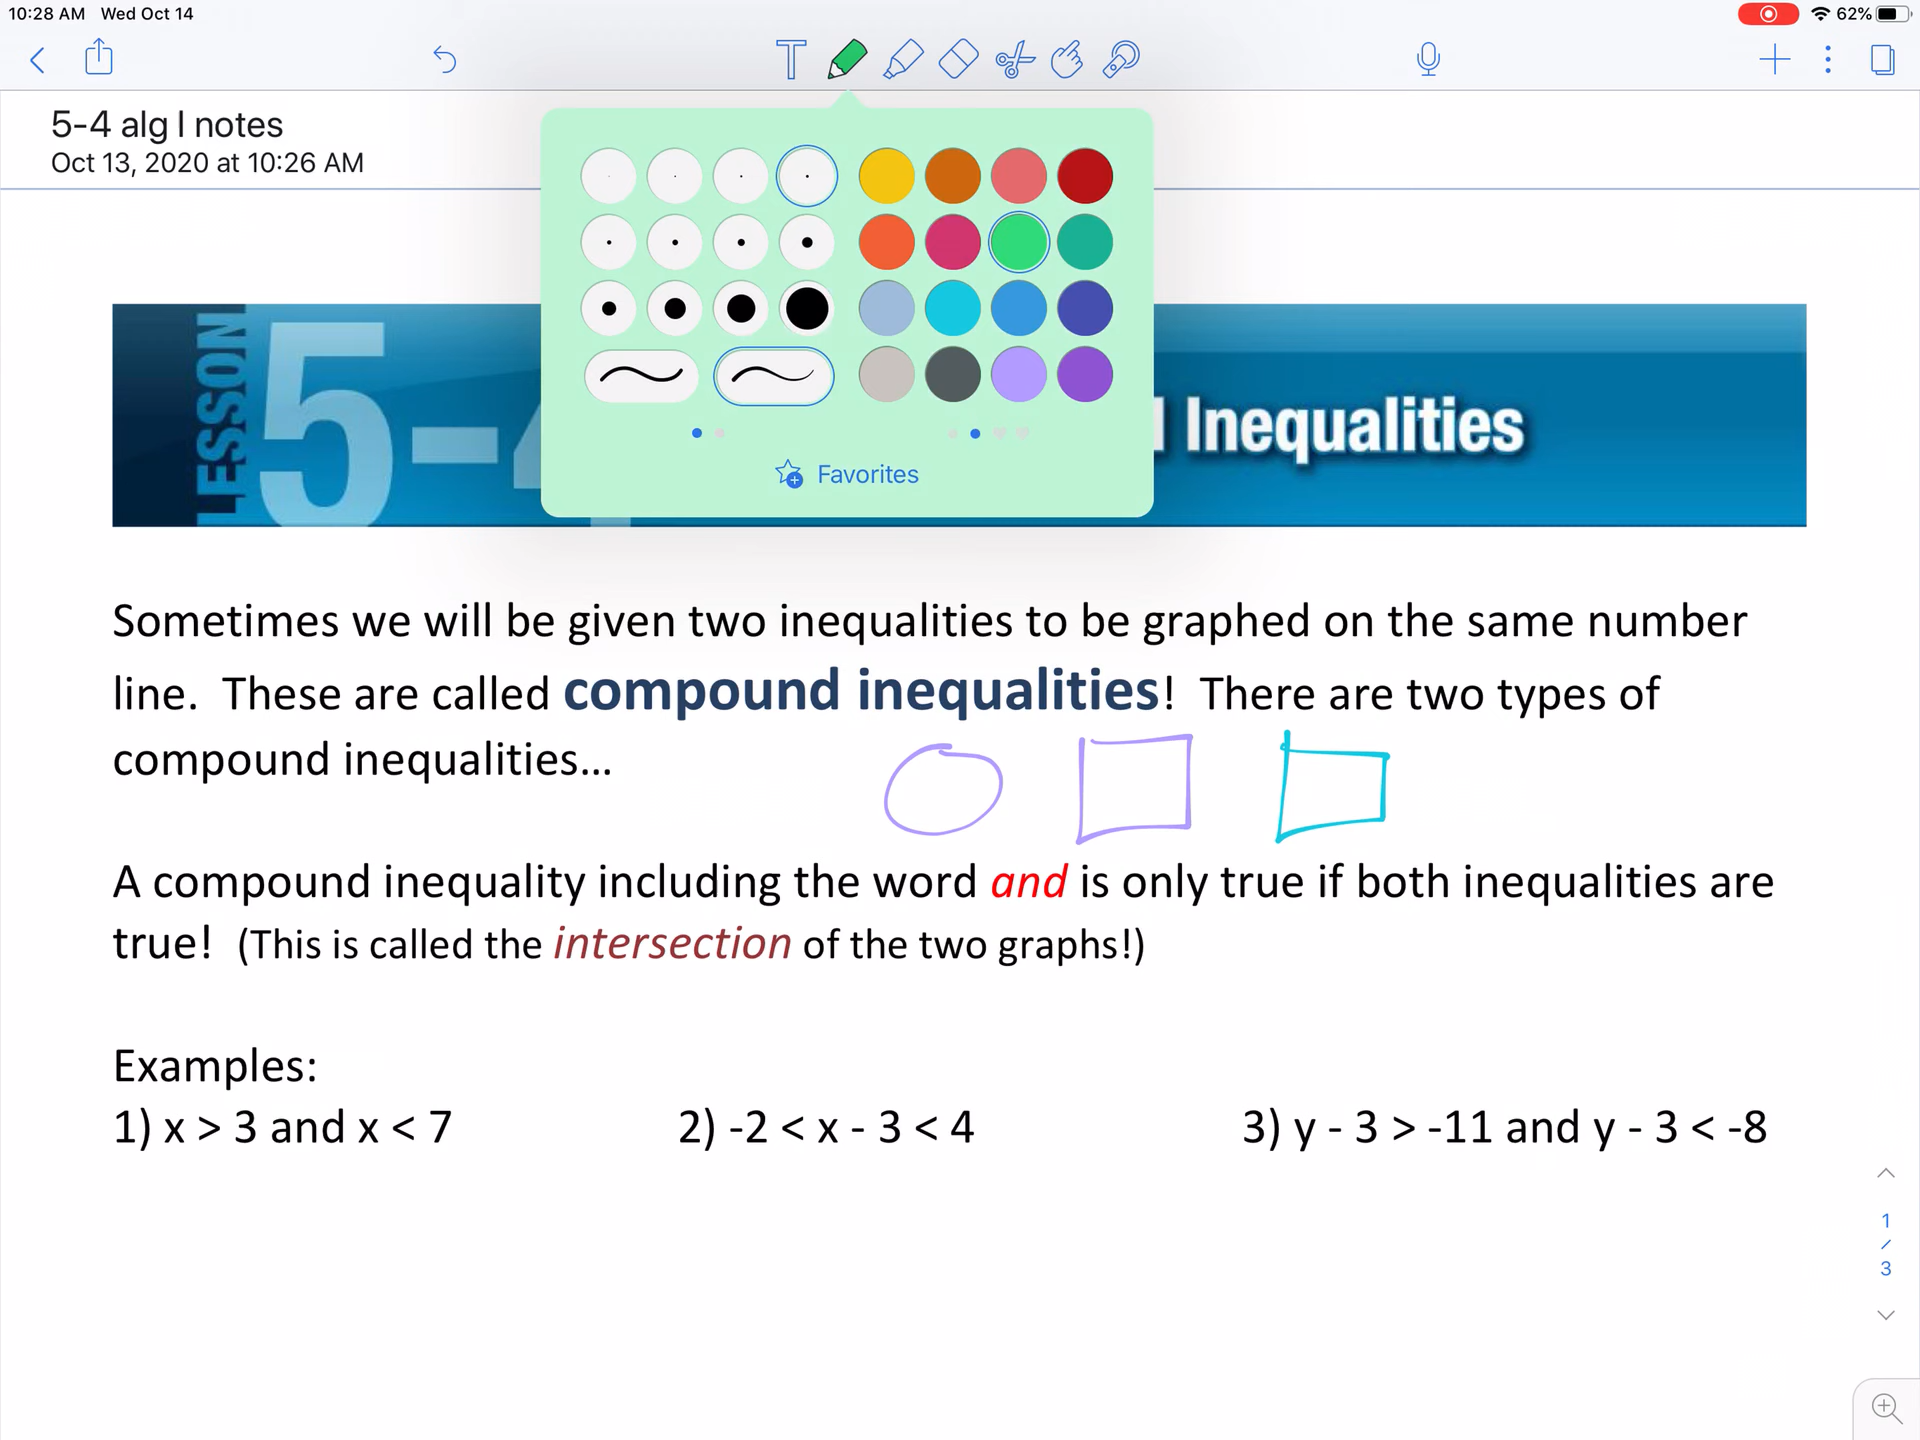 10:28 AM Wed Oct 14
62%
T
5-4 alg I notes
Oct 13, 2020 at 10:26 AM
LESSON
5-4
Inequalities
Favorites
Sometimes we will be given two inequalities to be graphed on the same number
line. These are called compound inequalities! There are two types of
compound inequalities...
A compound inequality including the word and is only true if both inequalities are
true! (This is called the intersection of the two graphs!)
Examples:
1) x > 3 and x < 7
2) -2 < x - 3 < 4
3) y - 3 > -11 and y - 3 < -8
1
/
3